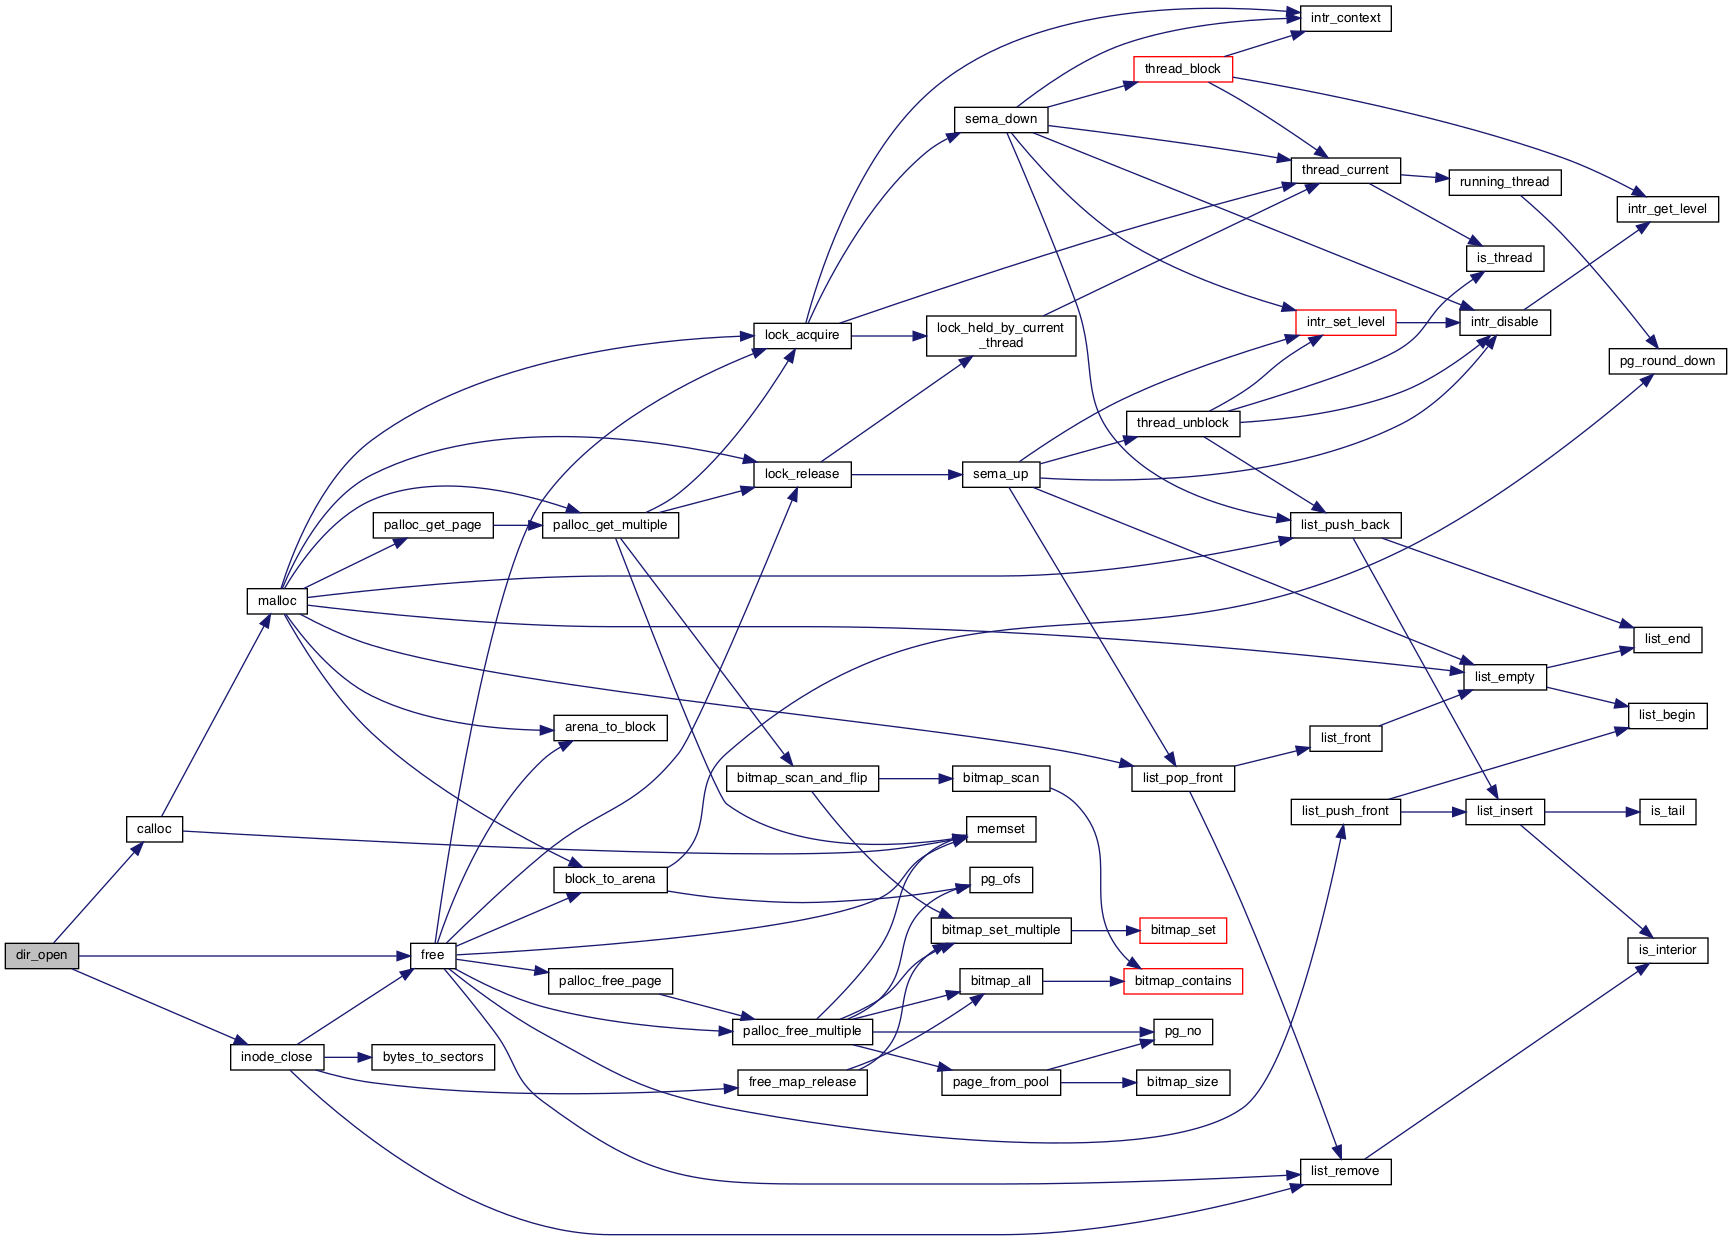 intr_context
thread_block
sema_down
thread_current
running_thread
intr_get_level
is_thread
lock_acquire
lock_held_by_current
_thread
intr_set_level
intr_disable
pg_round_down
thread_unblock
lock_release
sema_up
palloc_get_page
palloc_get_multiple
list_push_back
malloc
list_end
list_empty
arena_to_block
list_begin
list_front
bitmap_scan_and_flip
bitmap_scan
list_pop_front
calloc
memset
list_push_front
list_insert
is_tail
block_to_arena
pg_ofs
bitmap_set_multiple
bitmap_set
dir_open
free
is_interior
palloc_free_page
bitmap_all
bitmap_contains
palloc_free_multiple
pg_no
inode_close
bytes_to_sectors
free_map_release
page_from_pool
bitmap_size
list_remove